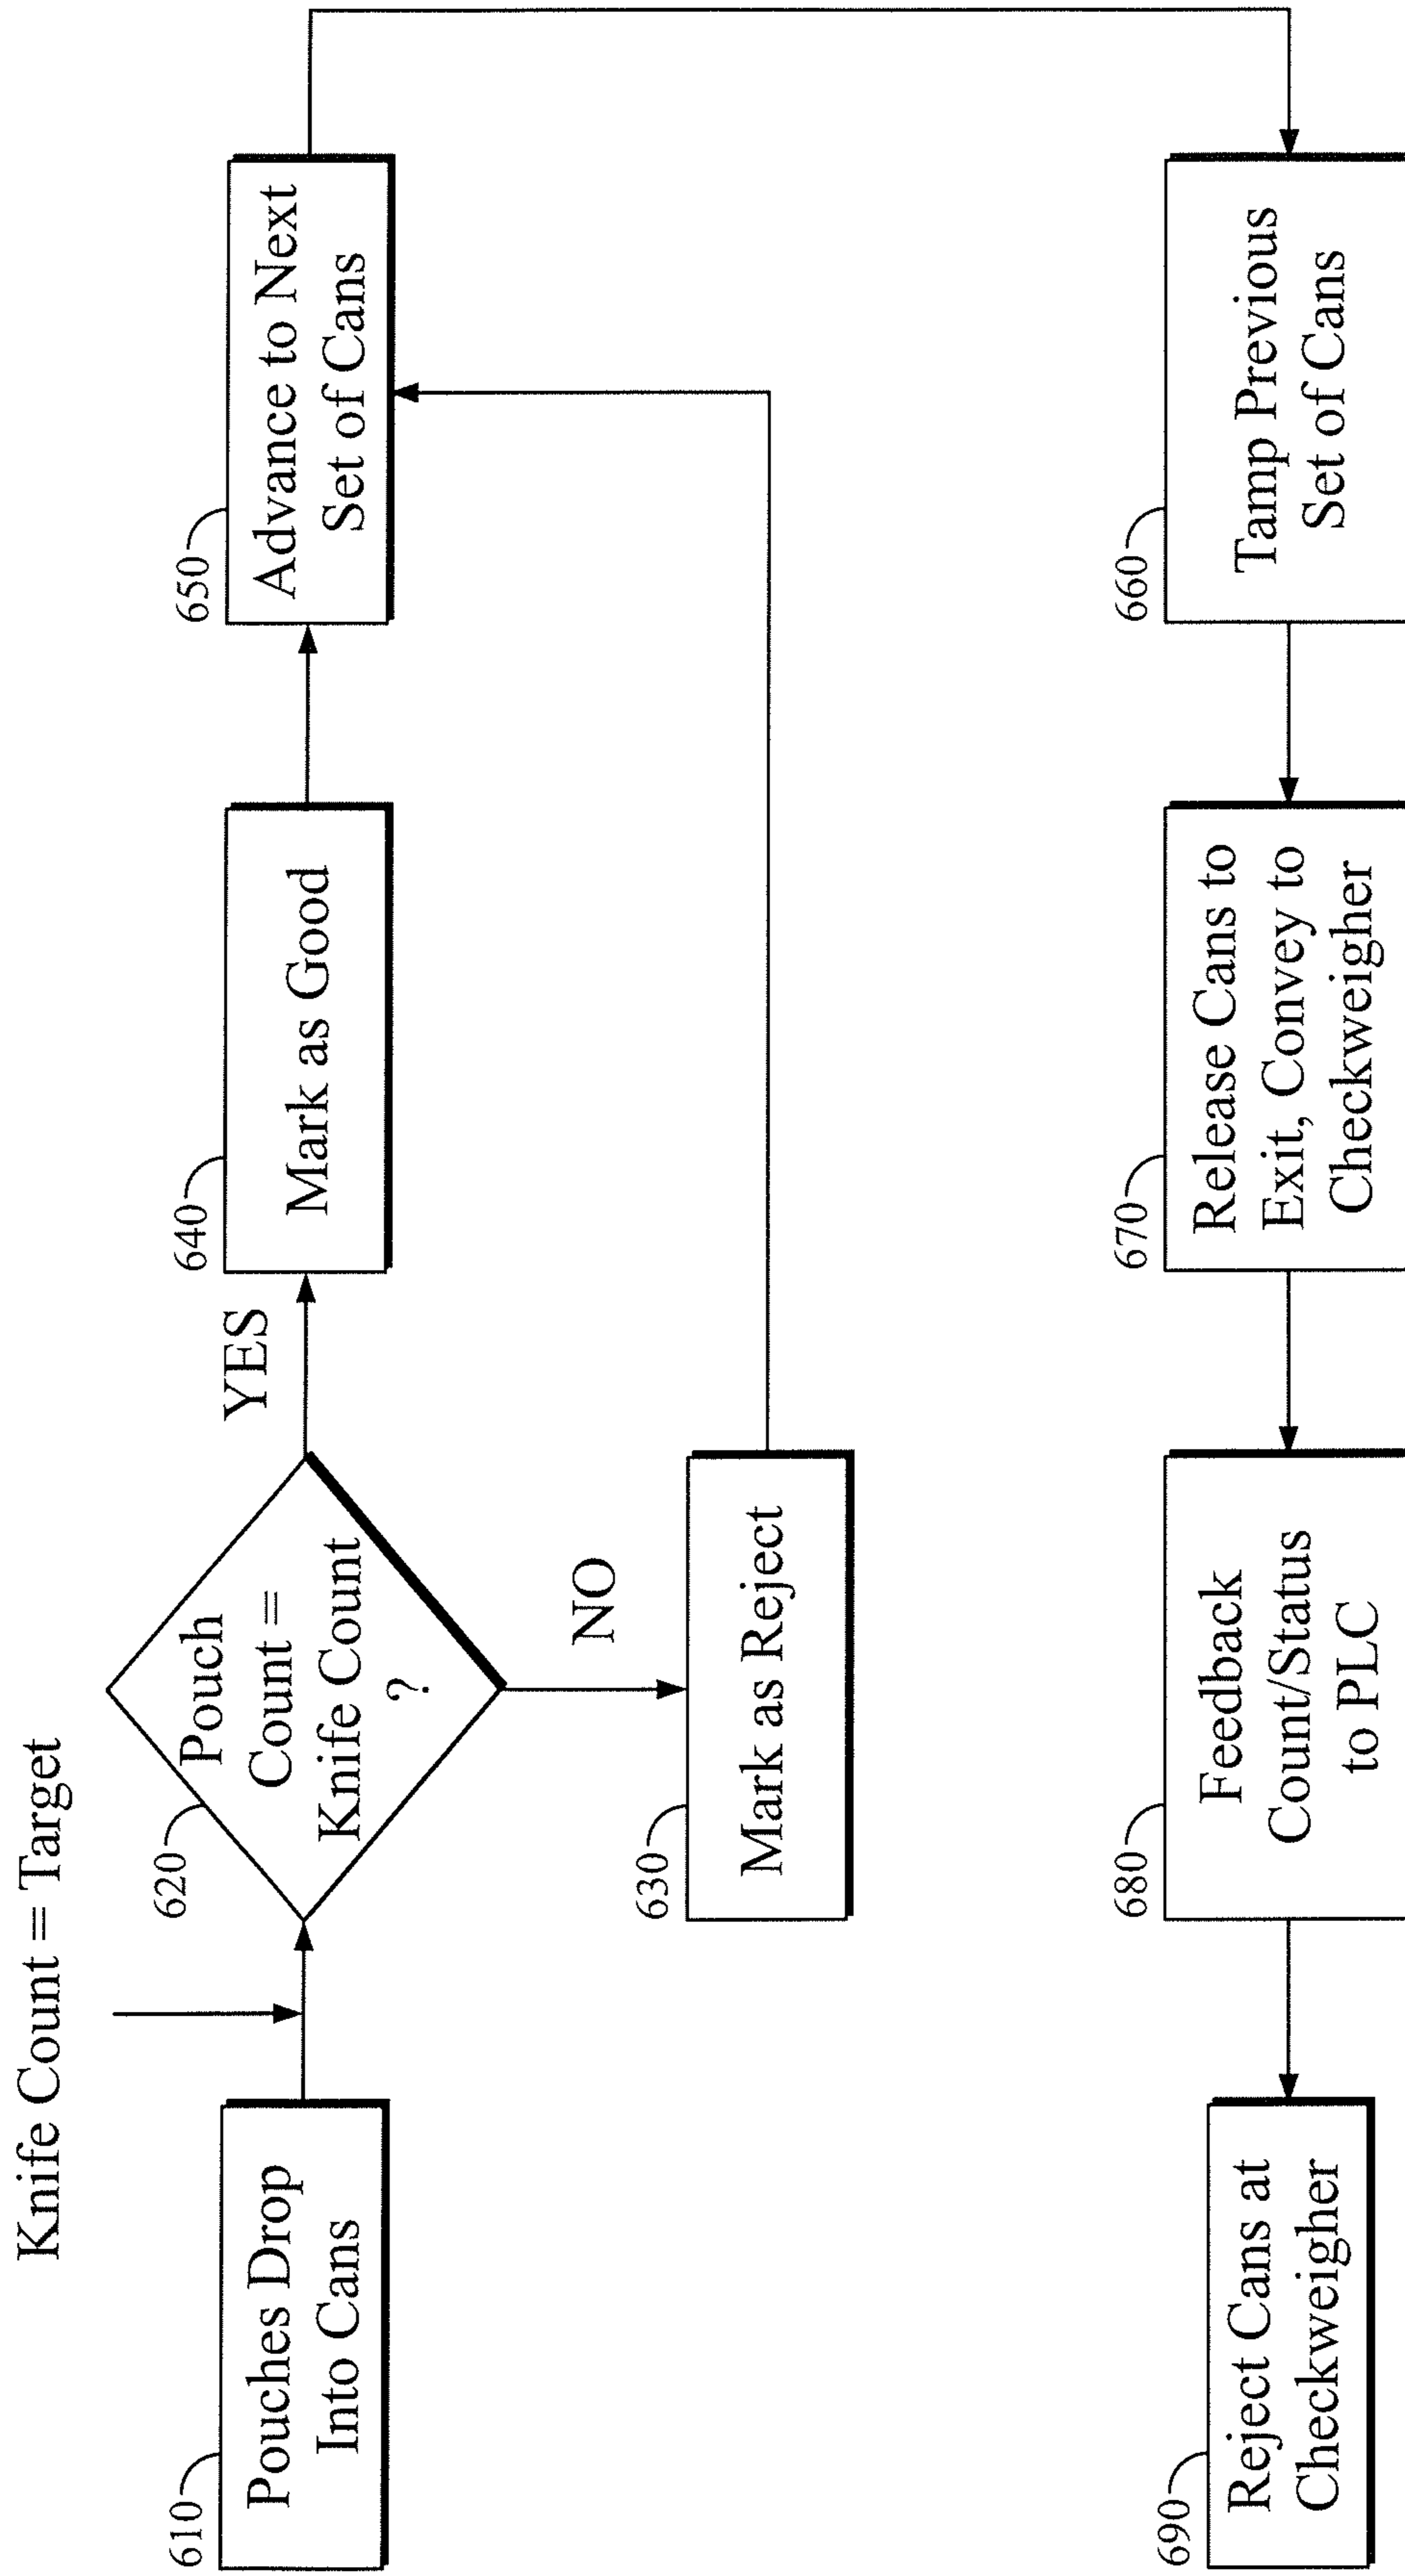 Knife Count = Target
610
Pouches Drop
Into Cans
620
Pouch
Count =
Knife Count
?
YES
NO
630
Mark as Reject
640
Mark as Good
650
Advance to Next
Set of Cans
660
Tamp Previous
Set of Cans
670
Release Cans to
Exit, Convey to
Checkweigher
680
Feedback
Count/Status
to PLC
690
Reject Cans at
Checkweigher